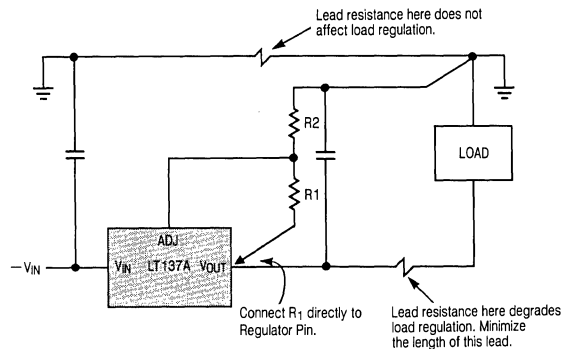 Lead resistance here does not
affect load regulation.
R2
R1
LOAD
ADJ
–VIN
VIN LT137A VOUT
Connect R1 directly to
Regulator Pin.
Lead resistance here degrades
load regulation. Minimize
the length of this lead.